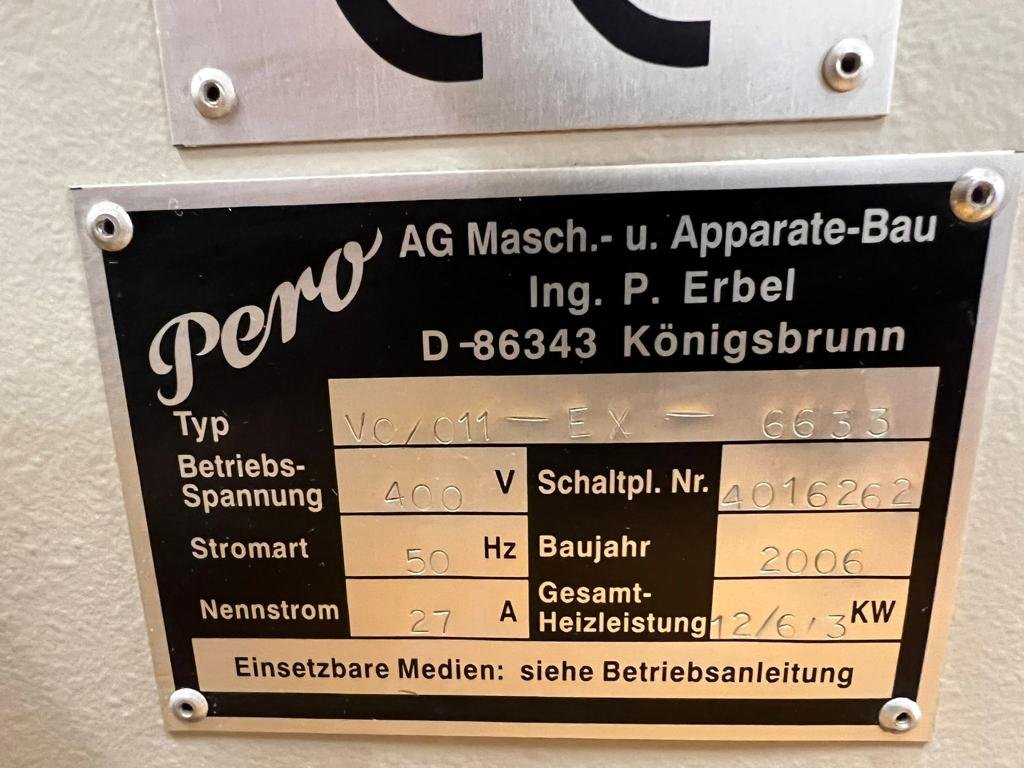 Pero AG Masch.- u. Apparate-Bau
Ing. P. Erbel
D-86343 Königsbrunn
Typ VC/011 - EX - 6633
Betriebs-
Spannung 400 V Schaltpl. Nr. 4016262
Stromart 50 Hz Baujahr 2006
Nennstrom 27 A Gesamt-
Heizleistung 12/6,3 KW
Einsetzbare Medien: siehe Betriebsanleitung